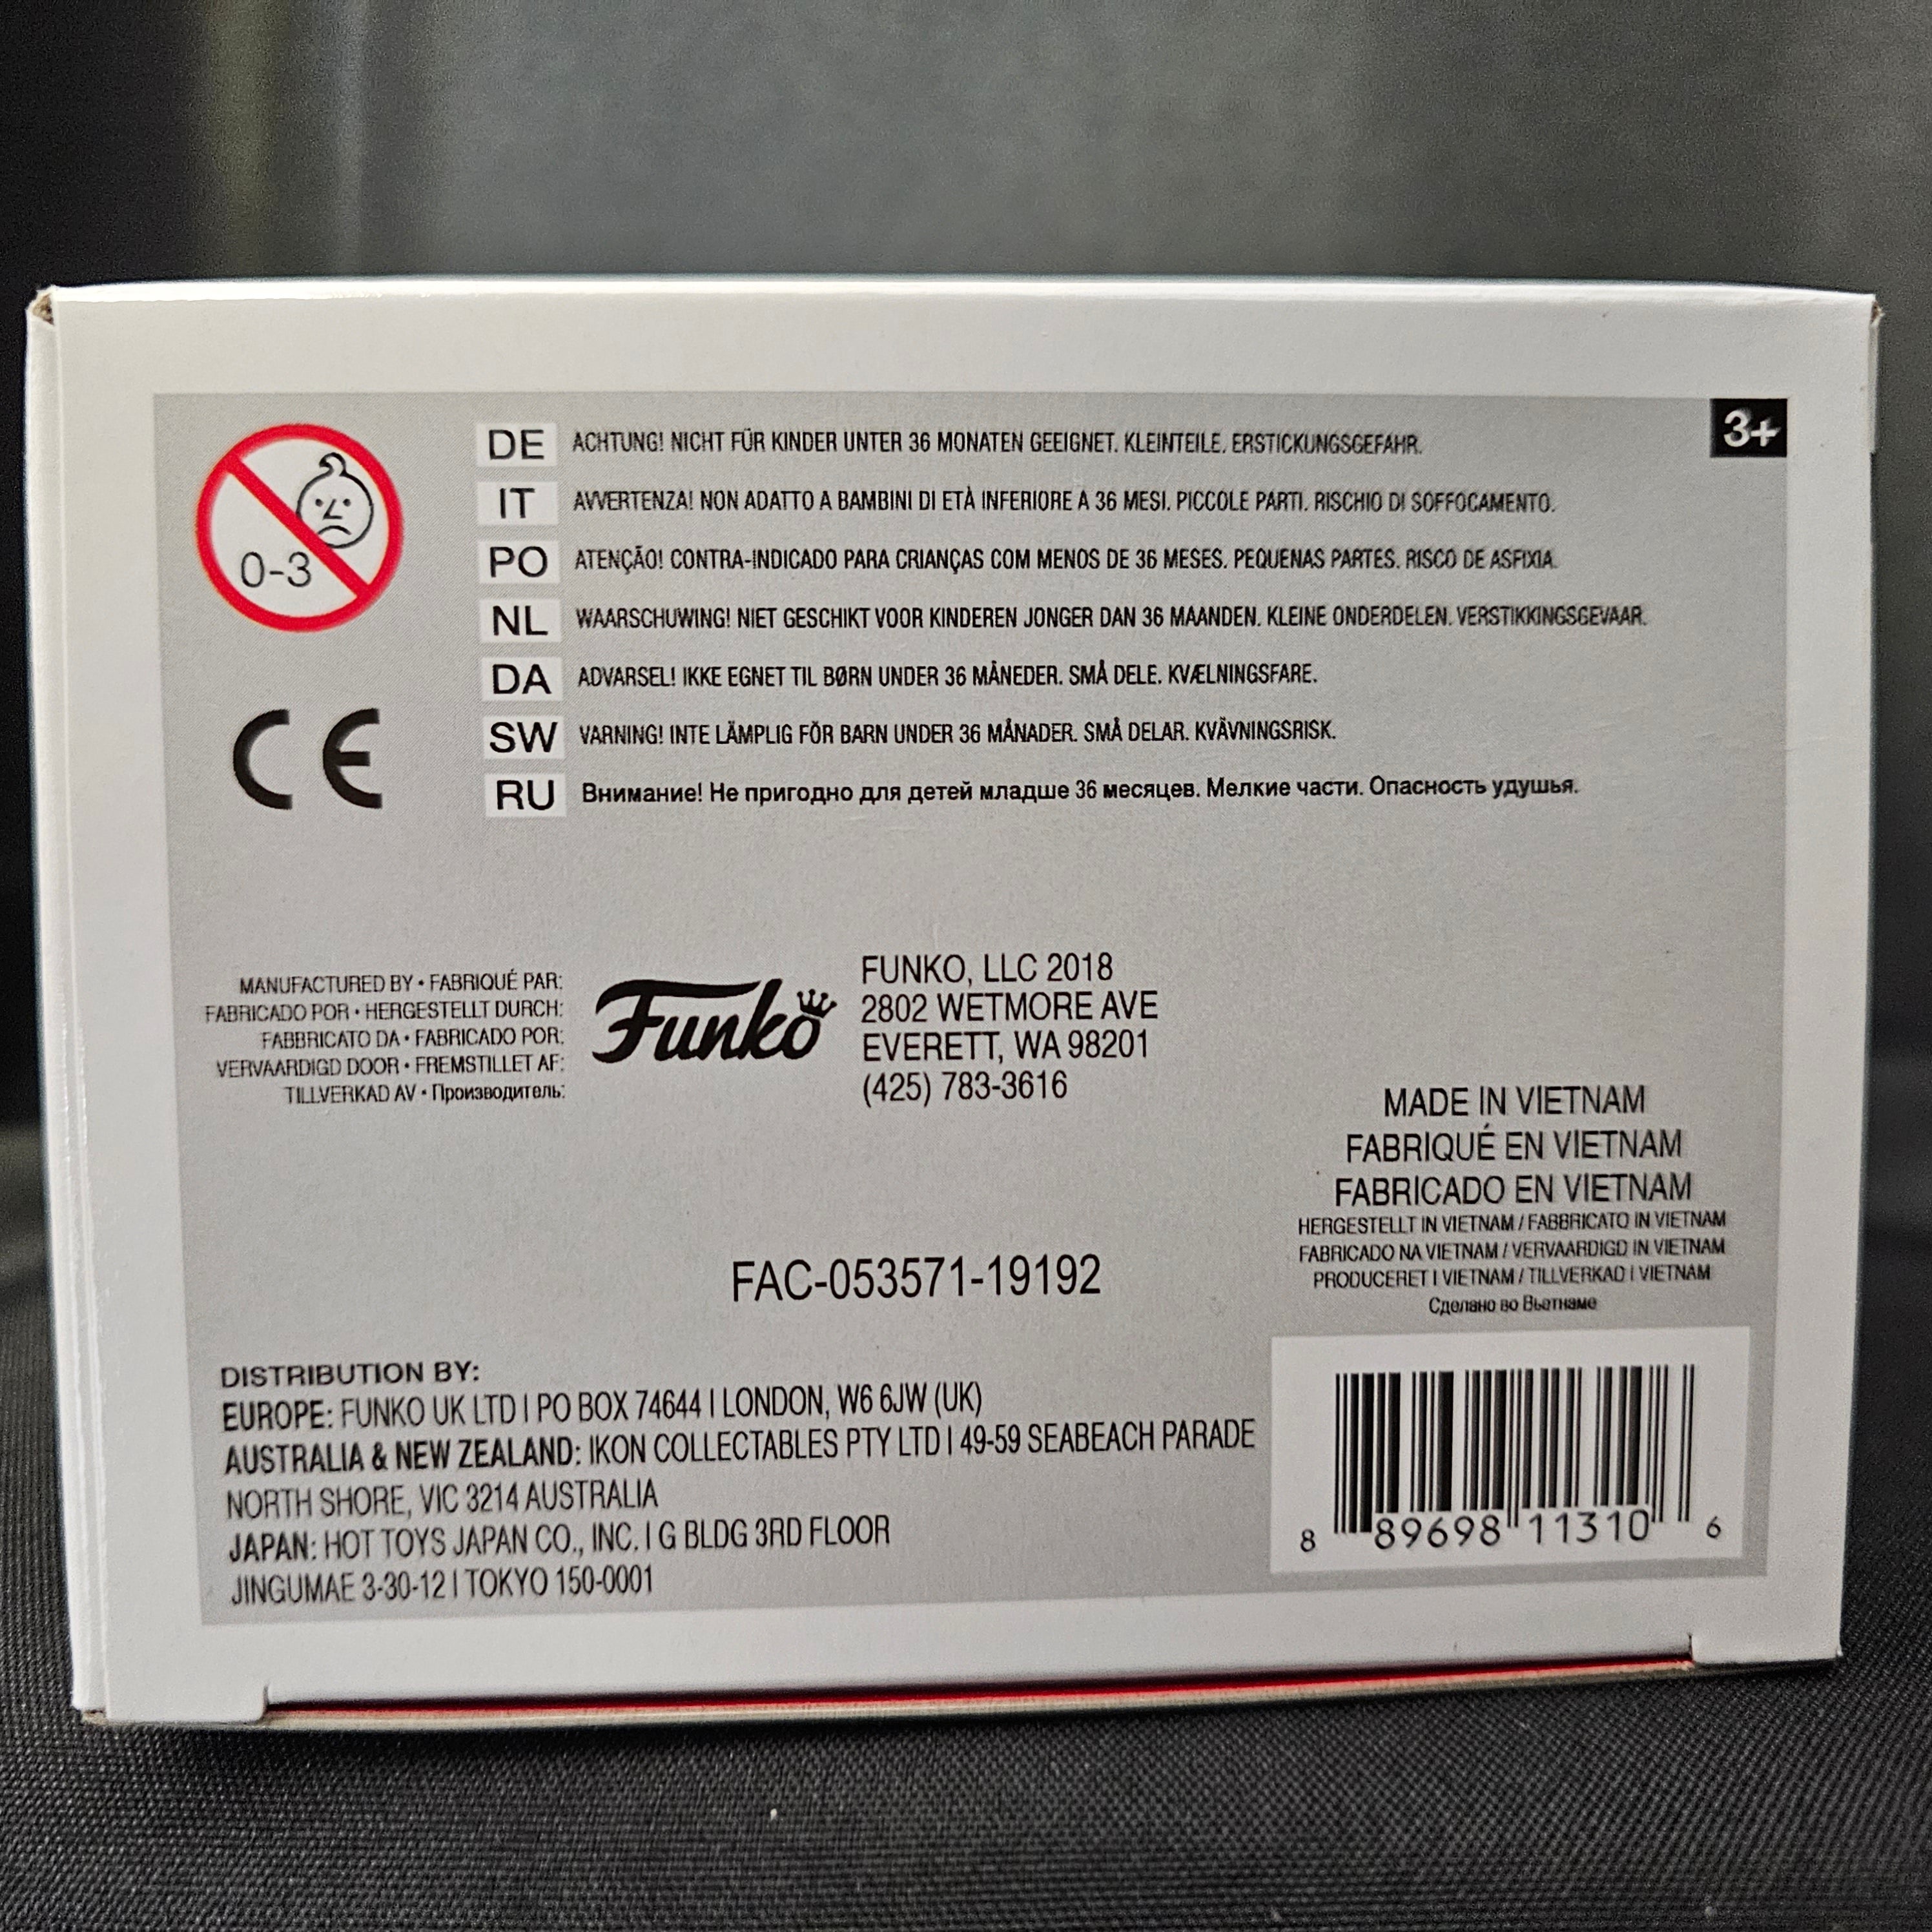 0-3
3+
DE ACHTUNG! NICHT FÜR KINDER UNTER 36 MONATEN GEEIGNET. KLEINTEILE. ERSTICKUNGSGEFAHR.
IT AVVERTENZA! NON ADATTO A BAMBINI DI ETÀ INFERIORE A 36 MESI. PICCOLE PARTI. RISCHIO DI SOFFOCAMENTO.
PO ATENÇÃO! CONTRA-INDICADO PARA CRIANÇAS COM MENOS DE 36 MESES. PEQUENAS PARTES. RISCO DE ASFIXIA.
NL WAARSCHUWING! NIET GESCHIKT VOOR KINDEREN JONGER DAN 36 MAANDEN. KLEINE ONDERDELEN. VERSTIKKINGSGEVAAR.
DA ADVARSEL! IKKE EGNET TIL BØRN UNDER 36 MÅNEDER. SMÅ DELE. KVÆLNINGSFARE.
SW VARNING! INTE LÄMPLIG FÖR BARN UNDER 36 MÅNADER. SMÅ DELAR. KVÄVNINGSRISK.
RU Внимание! Не пригодно для детей младше 36 месяцев. Мелкие части. Опасность удушья.
CE
MANUFACTURED BY • FABRIQUÉ PAR:
FABRICADO POR • HERGESTELLT DURCH:
FABBRICATO DA • FABRICADO POR:
VERVAARDIGD DOOR • FREMSTILLET AF:
TILLVERKAD AV • Производитель:
Funko
FUNKO, LLC 2018
2802 WETMORE AVE
EVERETT, WA 98201
(425) 783-3616
MADE IN VIETNAM
FABRIQUÉ EN VIETNAM
FABRICADO EN VIETNAM
HERGESTELLT IN VIETNAM / FABBRICATO IN VIETNAM
FABRICADO NA VIETNAM / VERVAARDIGD IN VIETNAM
PRODUCERET I VIETNAM / TILLVERKAD I VIETNAM
Сделано во Вьетнаме
FAC-053571-19192
DISTRIBUTION BY:
EUROPE: FUNKO UK LTD | PO BOX 74644 | LONDON, W6 6JW (UK)
AUSTRALIA & NEW ZEALAND: IKON COLLECTABLES PTY LTD | 49-59 SEABEACH PARADE
NORTH SHORE, VIC 3214 AUSTRALIA
JAPAN: HOT TOYS JAPAN CO., INC. | G BLDG 3RD FLOOR
JINGUMAE 3-30-12 | TOKYO 150-0001
8 89698 11310 6